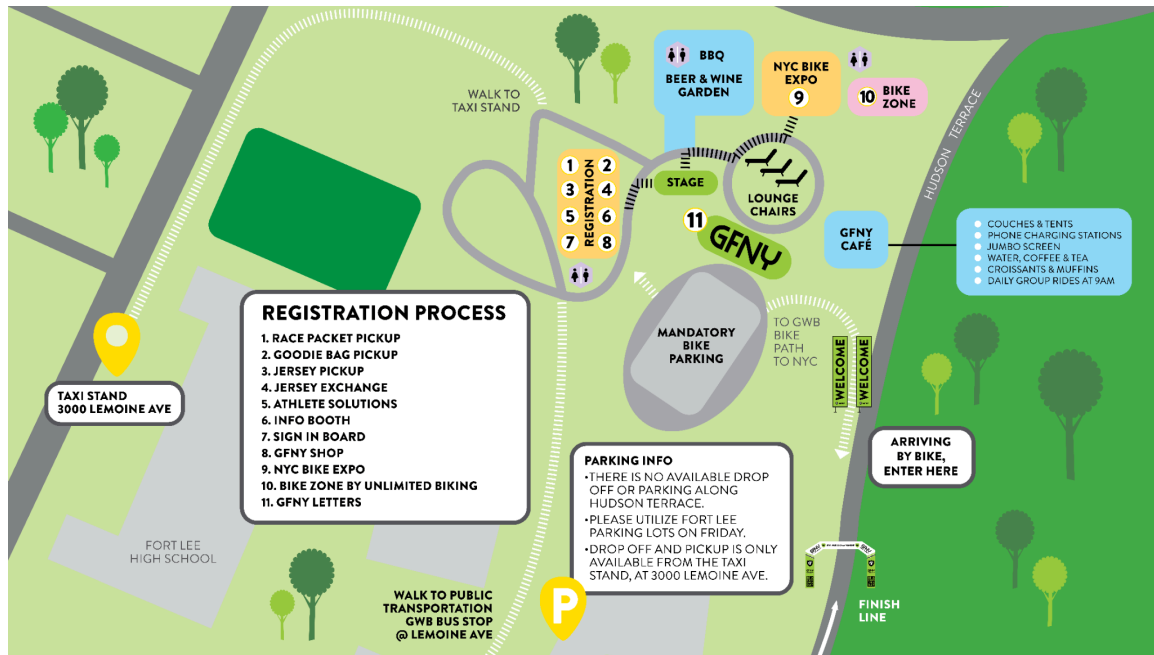 WALK TO
TAXI STAND
BBQ
BEER & WINE
GARDEN
NYC BIKE
EXPO
9
10 BIKE
ZONE
HUDSON TERRACE
1
2
3
4
5
6
7
8
REGISTRATION
STAGE
LOUNGE
CHAIRS
11
GFNY
GFNY
CAFÉ
COUCHES & TENTS
PHONE CHARGING STATIONS
JUMBO SCREEN
WATER, COFFEE & TEA
CROISSANTS & MUFFINS
DAILY GROUP RIDES AT 9AM
REGISTRATION PROCESS
1. RACE PACKET PICKUP
2. GOODIE BAG PICKUP
3. JERSEY PICKUP
4. JERSEY EXCHANGE
5. ATHLETE SOLUTIONS
6. INFO BOOTH
7. SIGN IN BOARD
8. GFNY SHOP
9. NYC BIKE EXPO
10. BIKE ZONE BY UNLIMITED BIKING
11. GFNY LETTERS
MANDATORY
BIKE
PARKING
TO GWB
BIKE
PATH
TO NYC
WELCOME
WELCOME
TAXI STAND
3000 LEMOINE AVE
ARRIVING
BY BIKE,
ENTER HERE
PARKING INFO
•THERE IS NO AVAILABLE DROP
OFF OR PARKING ALONG
HUDSON TERRACE.
•PLEASE UTILIZE FORT LEE
PARKING LOTS ON FRIDAY.
•DROP OFF AND PICKUP IS ONLY
AVAILABLE FROM THE TAXI
STAND, AT 3000 LEMOINE AVE.
FORT LEE
HIGH SCHOOL
WALK TO PUBLIC
TRANSPORTATION
GWB BUS STOP
@ LEMOINE AVE
P
GFNY
GFNY
FINISH
LINE